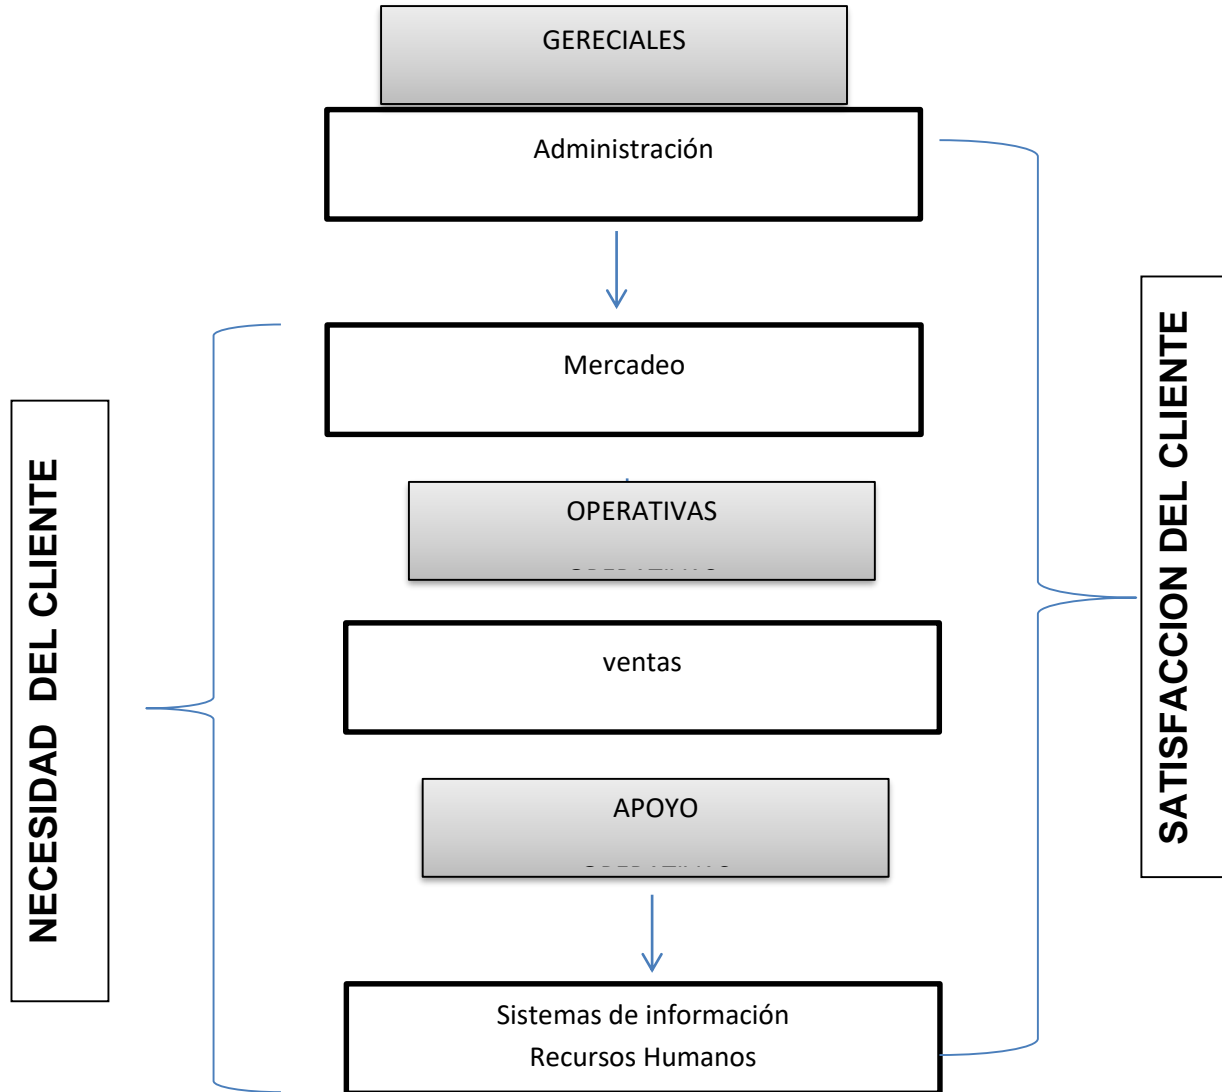 GERECIALES
Administración
Mercadeo
OPERATIVAS
ventas
APOYO
Sistemas de información
Recursos Humanos
NECESIDAD DEL CLIENTE
SATISFACCION DEL CLIENTE